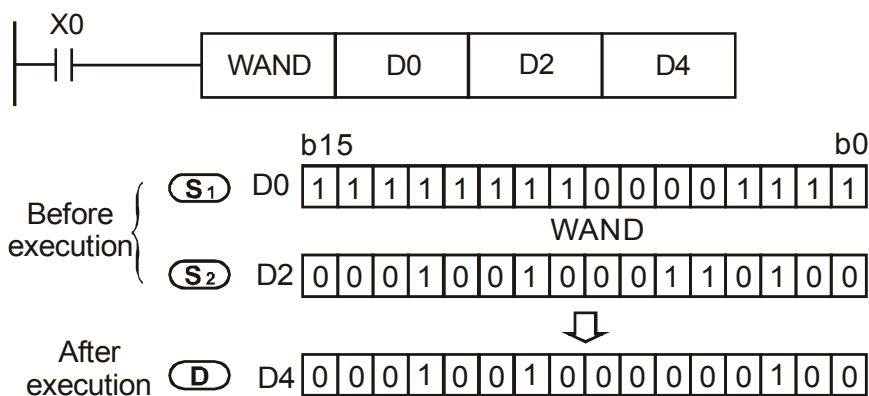 X0
WAND D0 D2 D4
b15 b0
Before execution
S1 D0 1 1 1 1 1 1 1 1 0 0 0 0 1 1 1 1
WAND
S2 D2 0 0 0 1 0 0 1 0 0 0 1 1 0 1 0 0
After execution
D D4 0 0 0 1 0 0 1 0 0 0 0 0 0 1 0 0